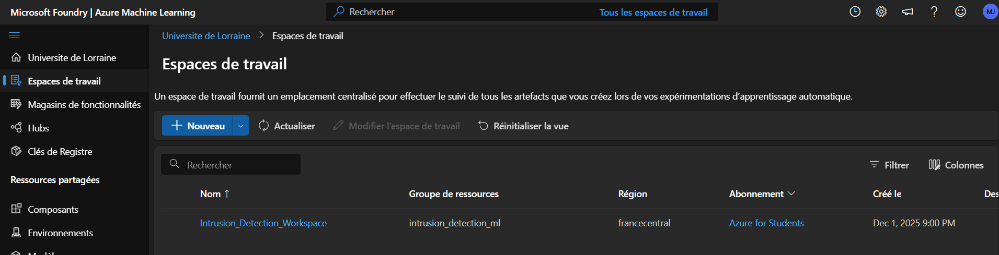 Microsoft Foundry | Azure Machine Learning
Rechercher
Tous les espaces de travail
MJ
Universite de Lorraine
Espaces de travail
Magasins de fonctionnalités
Hubs
Clés de Registre
Ressources partagées
Composants
Environnements
Universite de Lorraine > Espaces de travail
Espaces de travail
Un espace de travail fournit un emplacement centralisé pour effectuer le suivi de tous les artefacts que vous créez lors de vos expérimentations d’apprentissage automatique.
Nouveau
Actualiser
Modifier l’espace de travail
Réinitialiser la vue
Rechercher
Filtrer
Colonnes
Nom ↑ Groupe de ressources Région Abonnement Créé le Des
Intrusion_Detection_Workspace intrusion_detection_ml francecentral Azure for Students Dec 1, 2025 9:00 PM